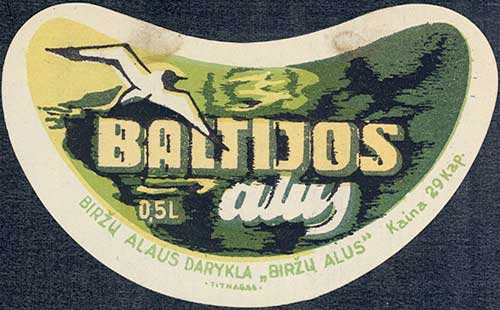 BALTIJOS
alus
0,5L
BIRŽŲ ALAUS DARYKLA „BIRŽŲ ALUS" Kaina 29 kap.
·TITNAGAS·